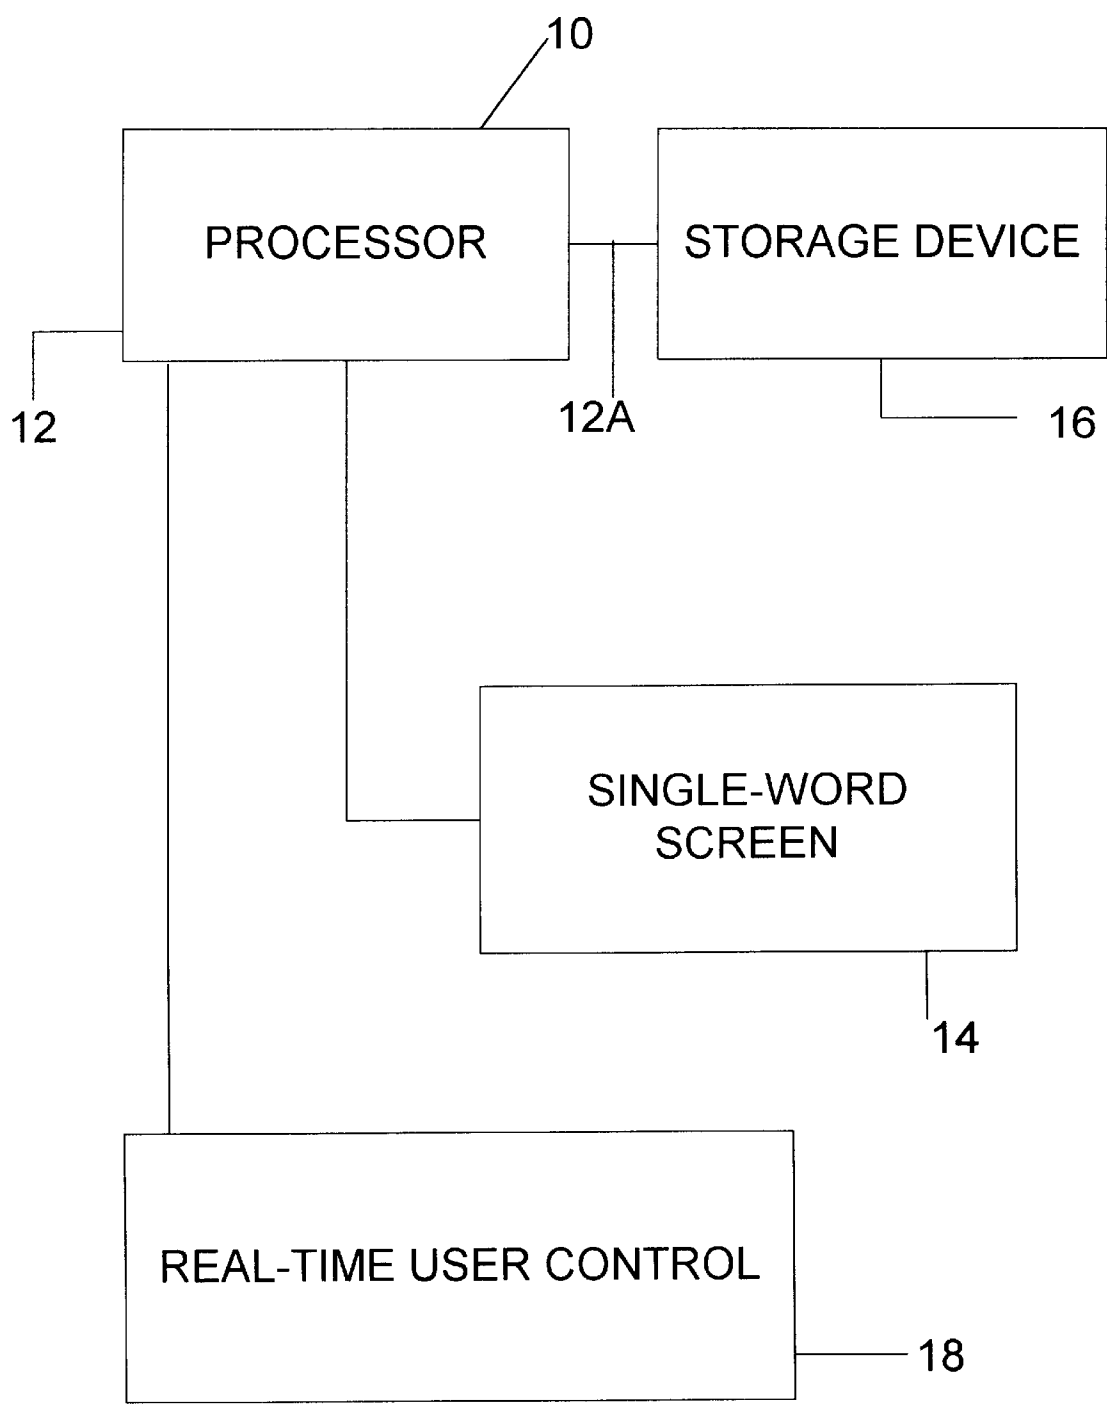 10
PROCESSOR
STORAGE DEVICE
12
12A
16
SINGLE-WORD
SCREEN
14
REAL-TIME USER CONTROL
18